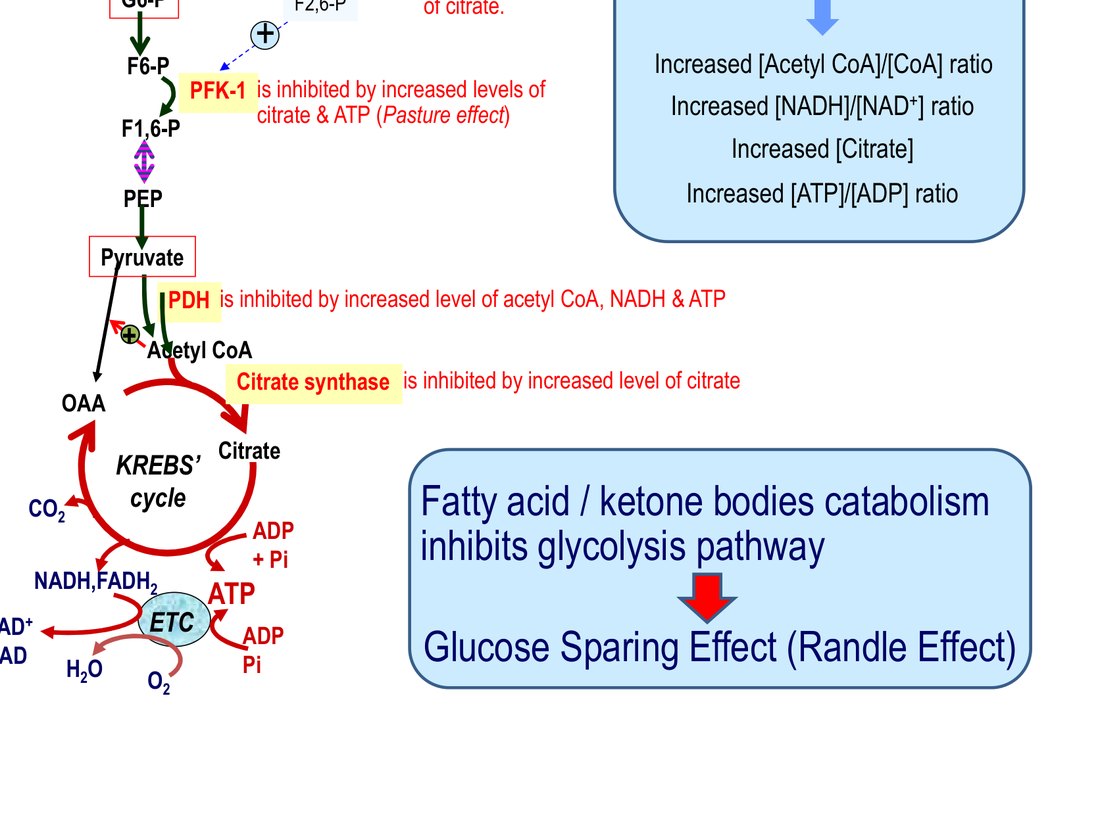 G6-P
F2,6-P
of citrate.
+
F6-P
PFK-1 is inhibited by increased levels of
citrate & ATP (Pasture effect)
F1,6-P
PEP
Pyruvate
PDH is inhibited by increased level of acetyl CoA, NADH & ATP
+
Acetyl CoA
Citrate synthase is inhibited by increased level of citrate
OAA
Citrate
KREBS’
cycle
CO2
ADP
+ Pi
NADH,FADH2
ATP
ETC
AD+
AD
ADP
Pi
H2O
O2
Increased [Acetyl CoA]/[CoA] ratio
Increased [NADH]/[NAD+] ratio
Increased [Citrate]
Increased [ATP]/[ADP] ratio
Fatty acid / ketone bodies catabolism
inhibits glycolysis pathway
Glucose Sparing Effect (Randle Effect)